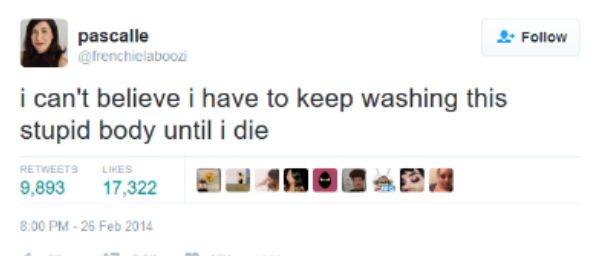 pascalle
@frenchielaboozi
Follow
i can't believe i have to keep washing this
stupid body until i die
RETWEETS LIKES
9,893 17,322
8:00 PM - 26 Feb 2014